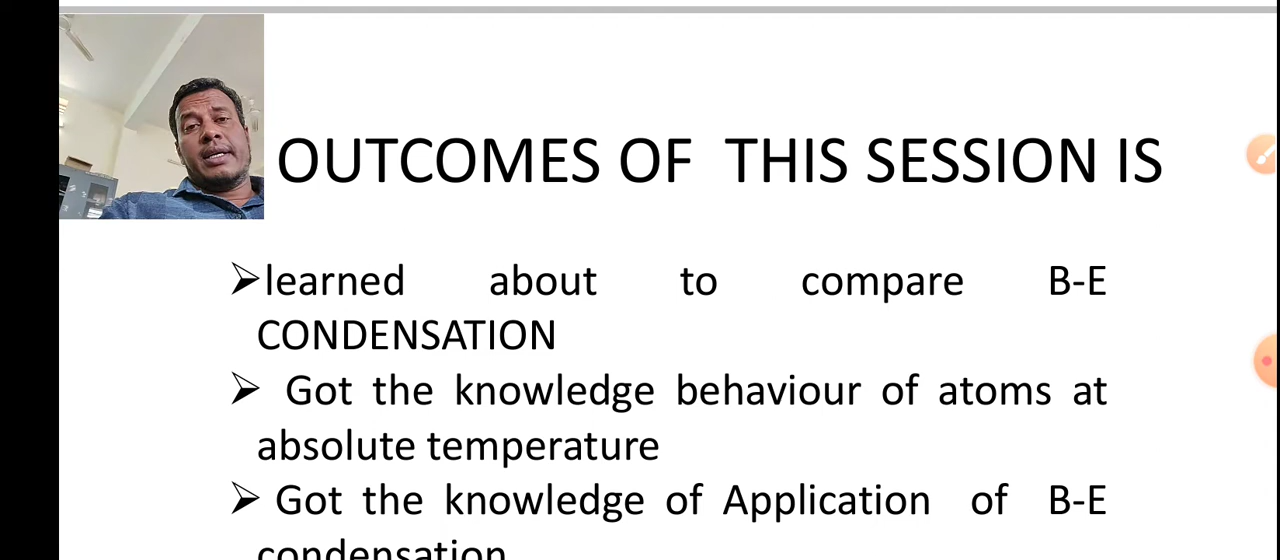 OUTCOMES OF THIS SESSION IS
➢learned about to compare B-E
CONDENSATION
➢ Got the knowledge behaviour of atoms at
absolute temperature
➢ Got the knowledge of Application of B-E
condensation